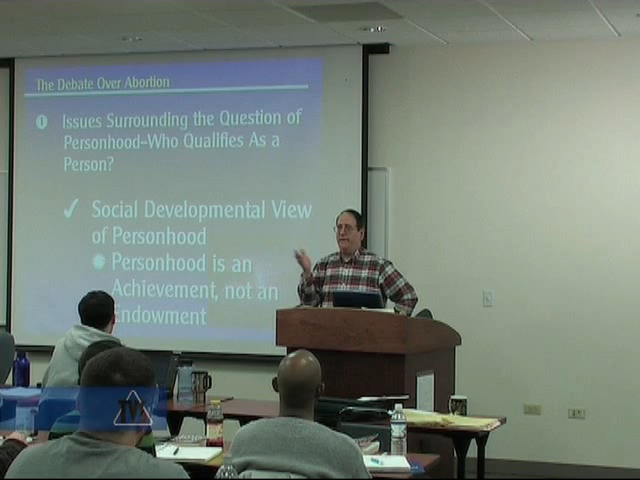 The Debate Over Abortion
Issues Surrounding the Question of
Personhood–Who Qualifies As a
Person?
✓ Social Developmental View
of Personhood
Personhood is an
Achievement, not an
Endowment